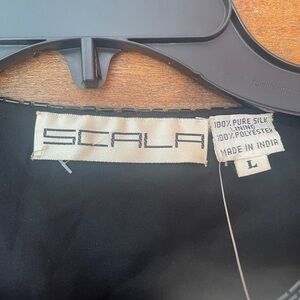 SCALA
100% PURE SILK
LINING
100% POLYESTER
MADE IN INDIA
L